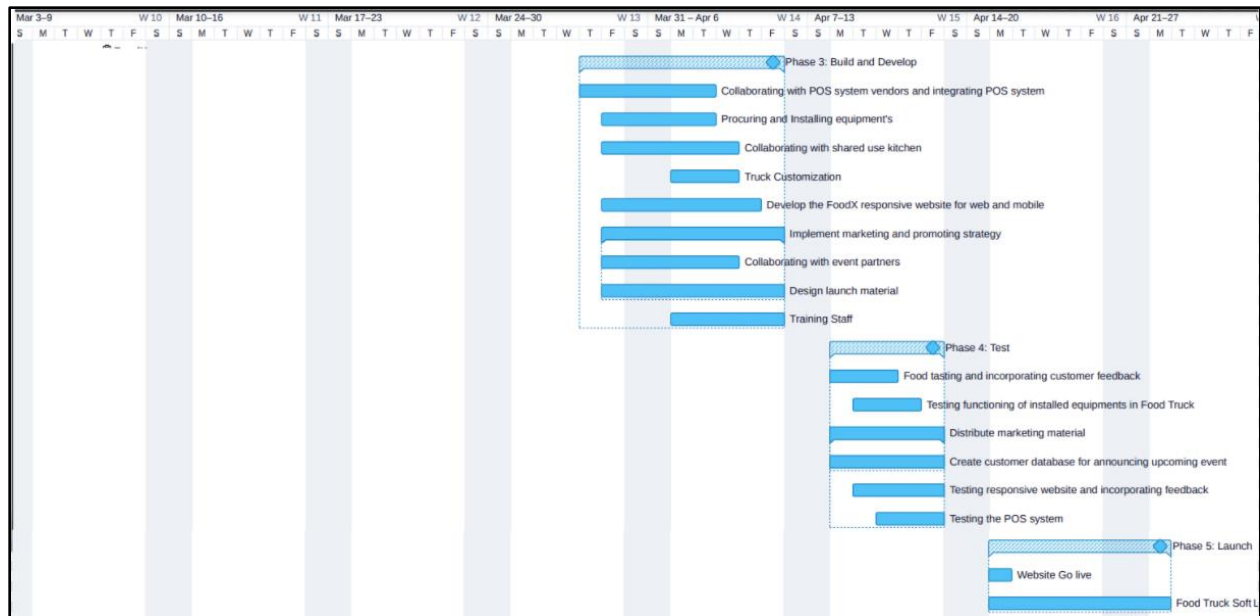 Mar 3–9 W 10 Mar 10–16 W 11 Mar 17–23 W 12 Mar 24–30 W 13 Mar 31 – Apr 6 W 14 Apr 7–13 W 15 Apr 14–20 W 16 Apr 21–27
S M T W T F S S M T W T F S S M T W T F S S M T W T F S S M T W T F S S M T W T F S S M T W T F S S M T W T F
Phase 3: Build and Develop
Collaborating with POS system vendors and integrating POS system
Procuring and Installing equipment's
Collaborating with shared use kitchen
Truck Customization
Develop the FoodX responsive website for web and mobile
Implement marketing and promoting strategy
Collaborating with event partners
Design launch material
Training Staff
Phase 4: Test
Food tasting and incorporating customer feedback
Testing functioning of installed equipments in Food Truck
Distribute marketing material
Create customer database for announcing upcoming event
Testing responsive website and incorporating feedback
Testing the POS system
Phase 5: Launch
Website Go live
Food Truck Soft